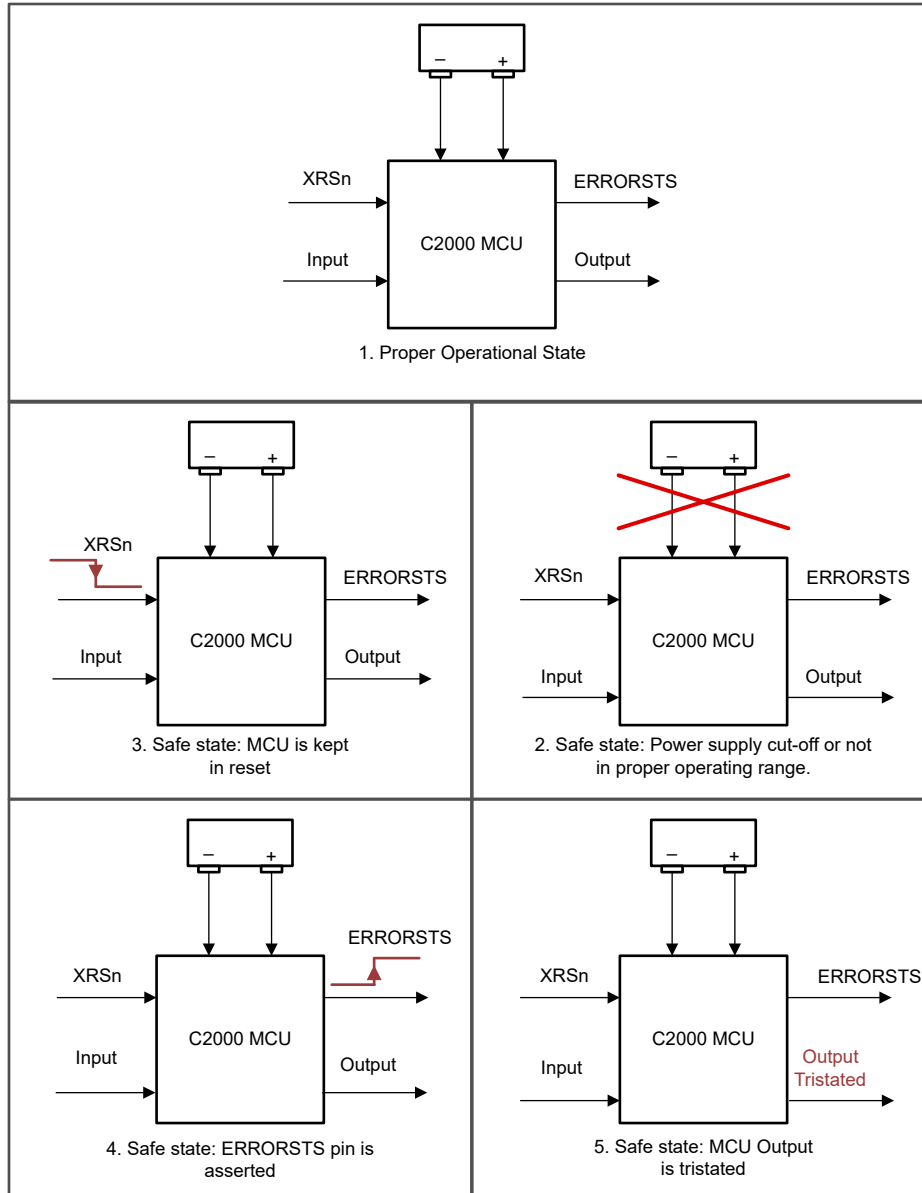 − +
XRSn
ERRORSTS
C2000 MCU
Input
Output
1. Proper Operational State
− +
XRSn
ERRORSTS
C2000 MCU
Input
Output
3. Safe state: MCU is kept
in reset
− +
XRSn
ERRORSTS
C2000 MCU
Input
Output
2. Safe state: Power supply cut-off or not
in proper operating range.
− +
ERRORSTS
XRSn
C2000 MCU
Input
Output
4. Safe state: ERRORSTS pin is
asserted
− +
XRSn
ERRORSTS
C2000 MCU
Input
Output
Tristated
5. Safe state: MCU Output
is tristated